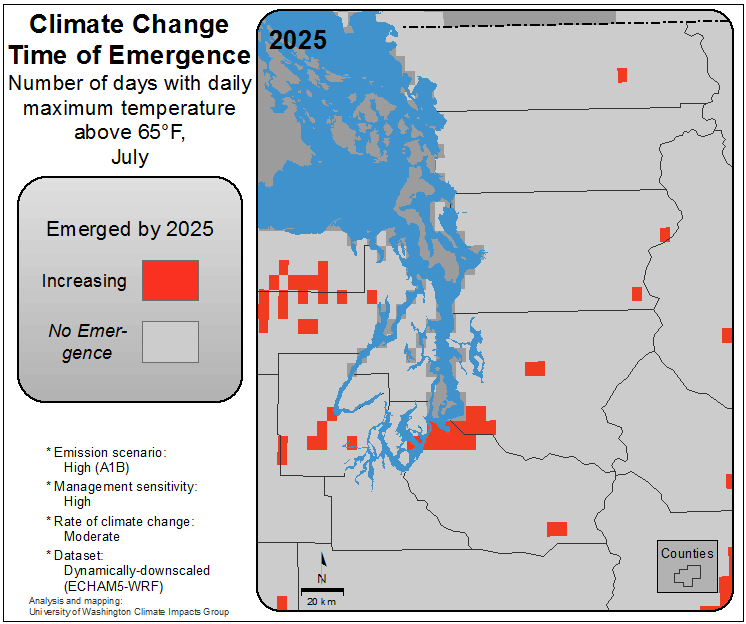 Climate Change
Time of Emergence
Number of days with daily
maximum temperature
above 65°F,
July
2025
Emerged by 2025
Increasing
No Emer-
gence
* Emission scenario:
High (A1B)
* Management sensitivity:
High
* Rate of climate change:
Moderate
* Dataset:
Dynamically-downscaled
(ECHAM5-WRF)
Analysis and mapping:
University of Washington Climate Impacts Group
N
20 km
Counties